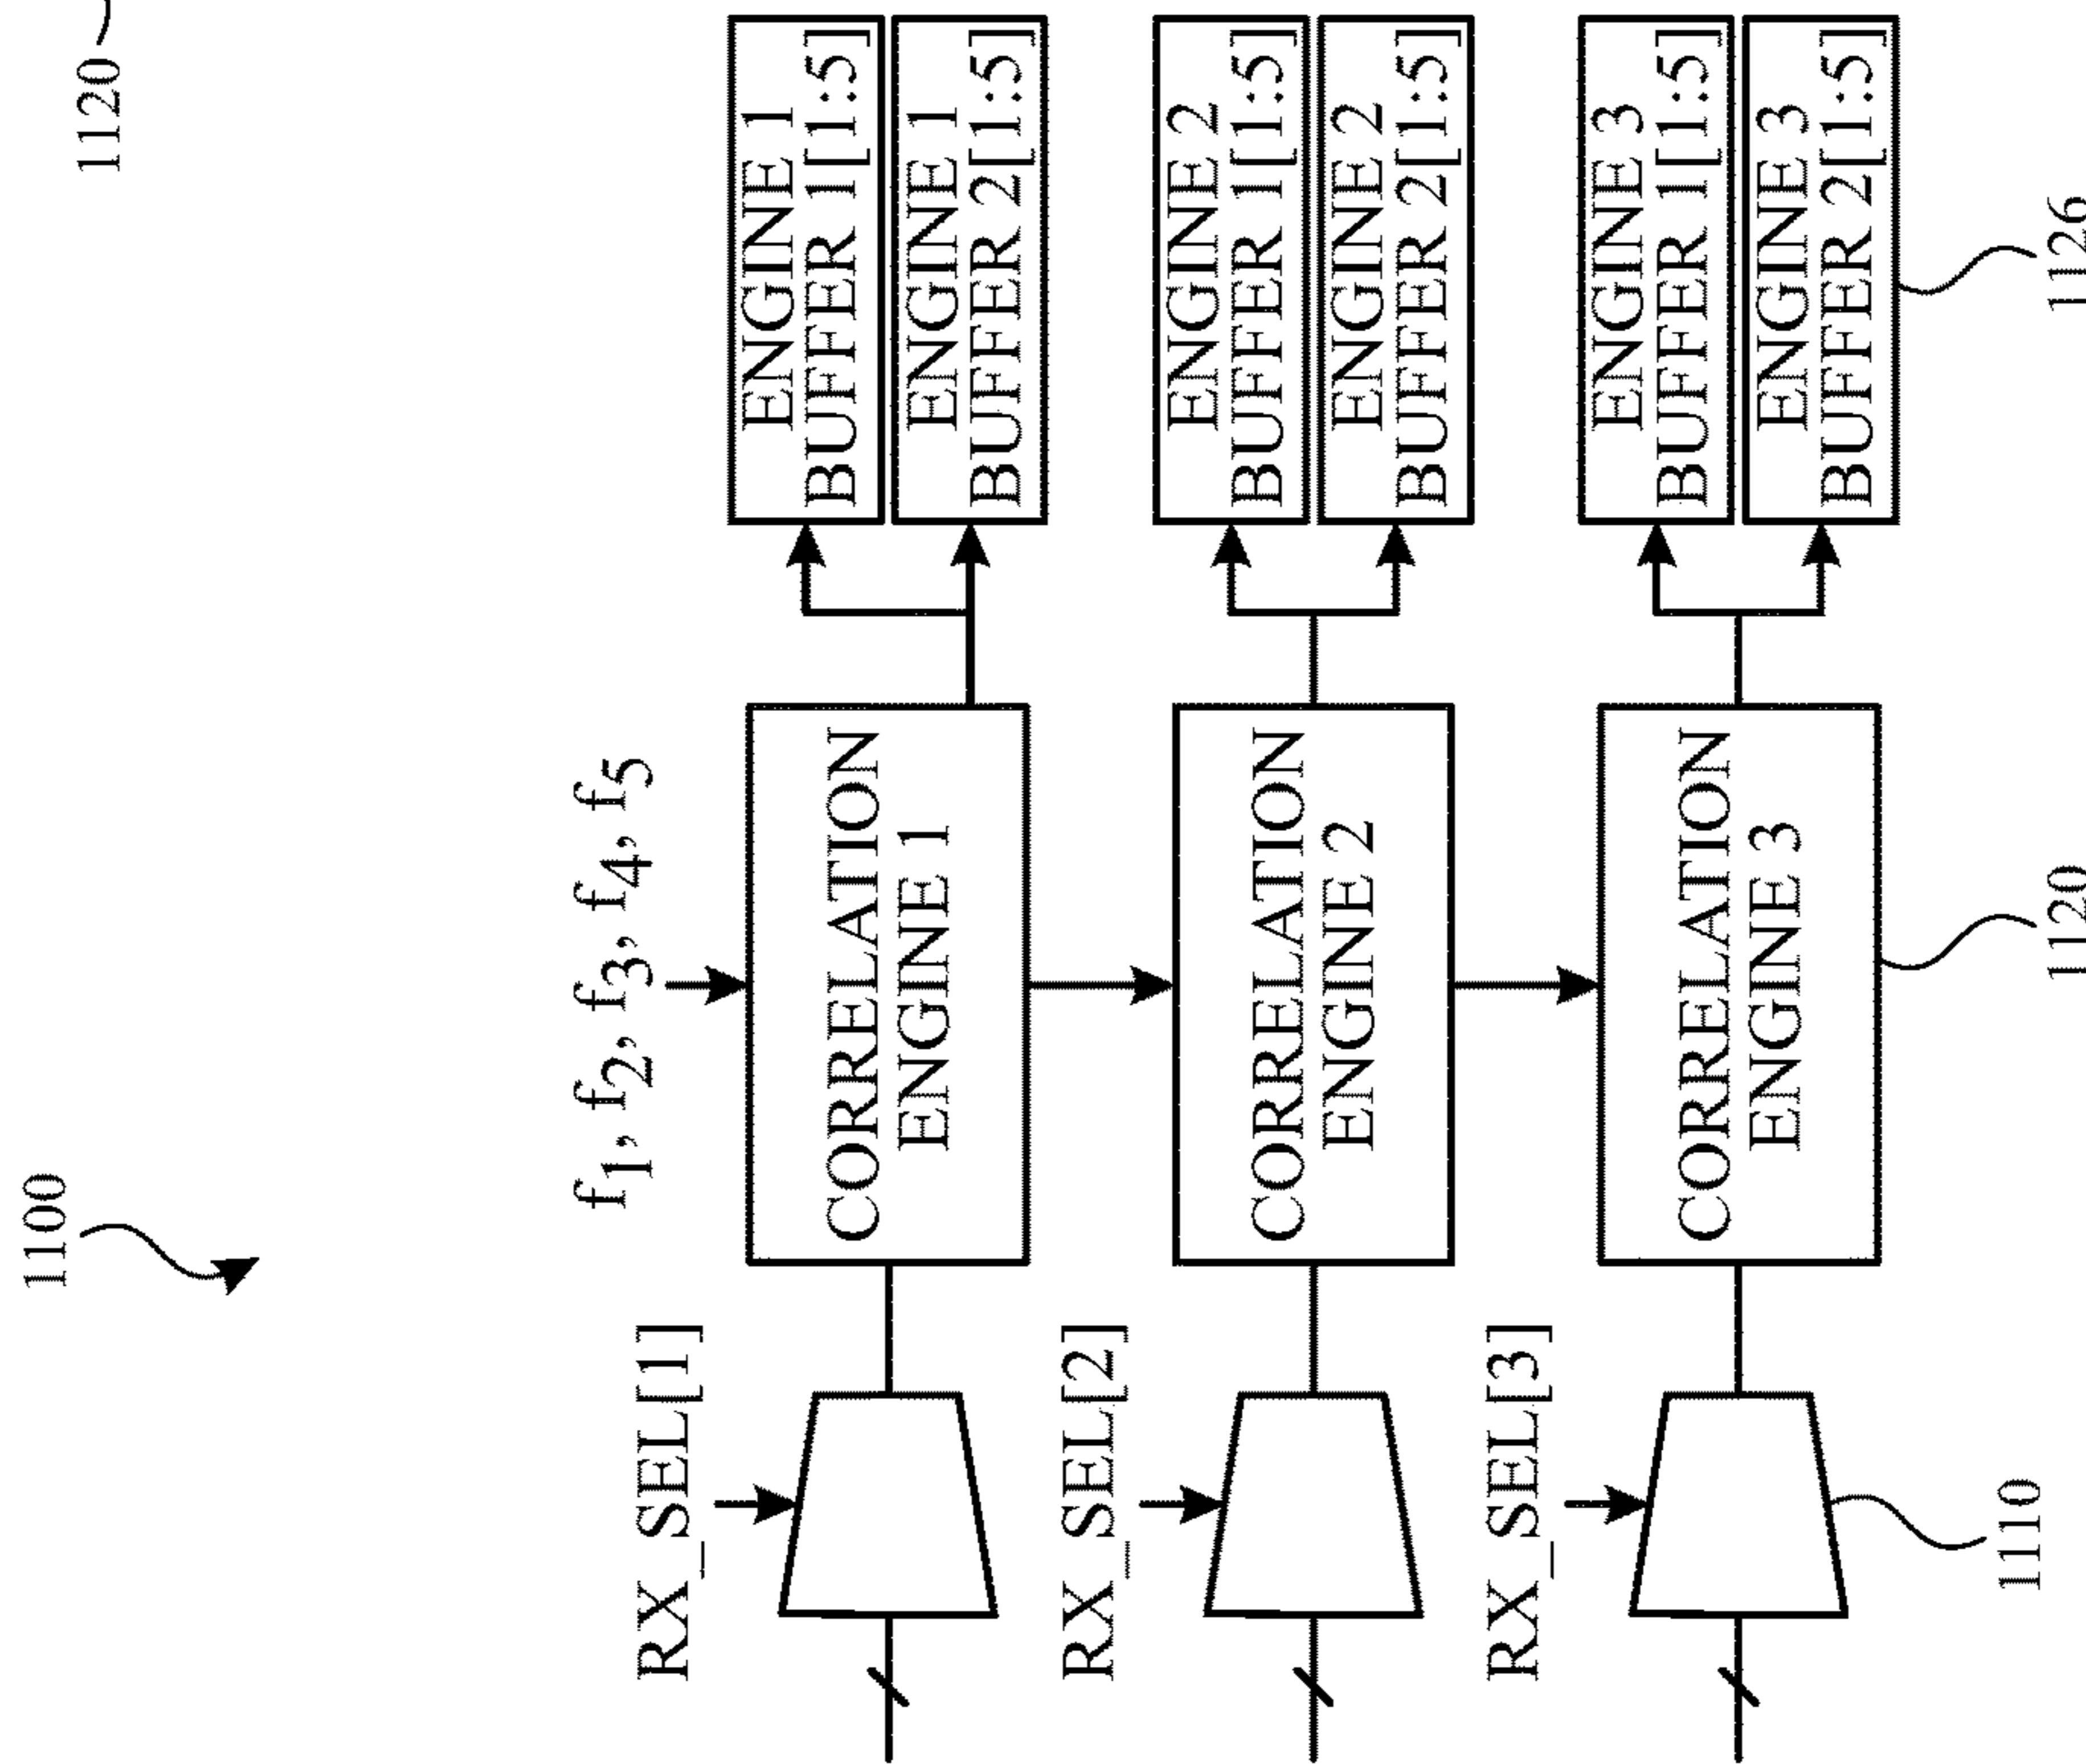 1100
1120
f1, f2, f3, f4, f5
RX_SEL[1]
CORRELATION
ENGINE 1
ENGINE 1
BUFFER 1[1:5]
ENGINE 1
BUFFER 2[1:5]
RX_SEL[2]
CORRELATION
ENGINE 2
ENGINE 2
BUFFER 1[1:5]
ENGINE 2
BUFFER 2[1:5]
RX_SEL[3]
CORRELATION
ENGINE 3
ENGINE 3
BUFFER 1[1:5]
ENGINE 3
BUFFER 2[1:5]
1110
1120
1126